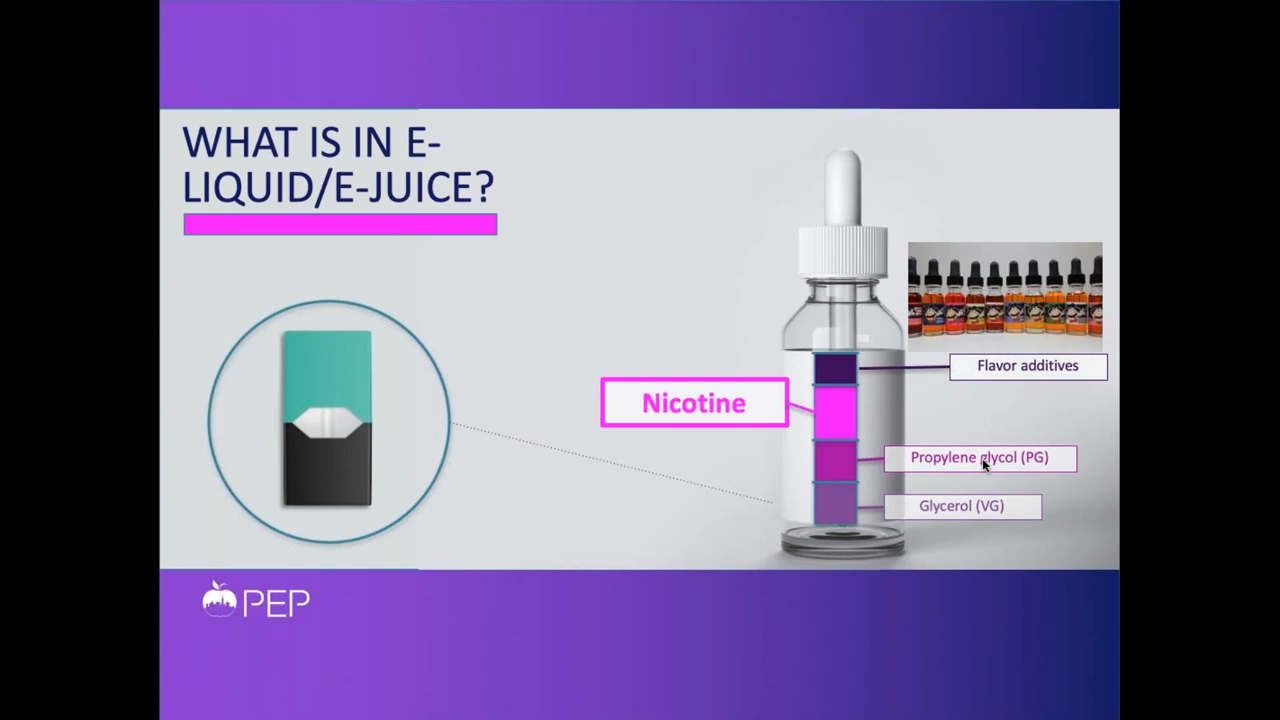 WHAT IS IN E-
LIQUID/E-JUICE?
Flavor additives
Nicotine
Propylene glycol (PG)
Glycerol (VG)
PEP